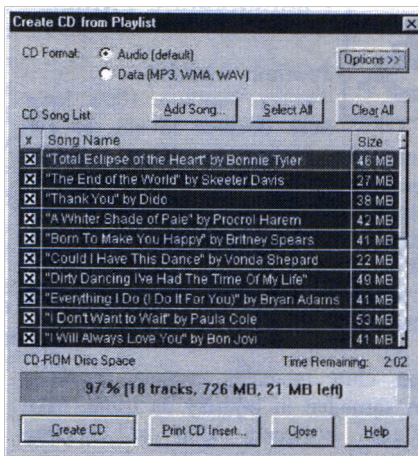 Create CD from Playlist
CD Format:
Audio (default)
Options >>
Data (MP3, WMA, WAV)
CD Song List
Add Song...
Select All
Clear All
x Song Name Size
"Total Eclipse of the Heart" by Bonnie Tyler 46 MB
"The End of the World" by Skeeter Davis 27 MB
"Thank You" by Dido 38 MB
"A Whiter Shade of Pale" by Procrol Harem 42 MB
"Born To Make You Happy" by Britney Spears 41 MB
"Could I Have This Dance" by Vonda Shepard 22 MB
"Dirty Dancing I've Had The Time Of My Life" 49 MB
"Everything I Do (I Do It For You)" by Bryan Adams 41 MB
"I Don't Want to Wait" by Paula Cole 53 MB
"I Will Always Love You" by Bon Jovi 41 MB
CD-ROM Disc Space Time Remaining: 2:02
97 % (18 tracks, 726 MB, 21 MB left)
Create CD
Print CD Insert...
Close
Help